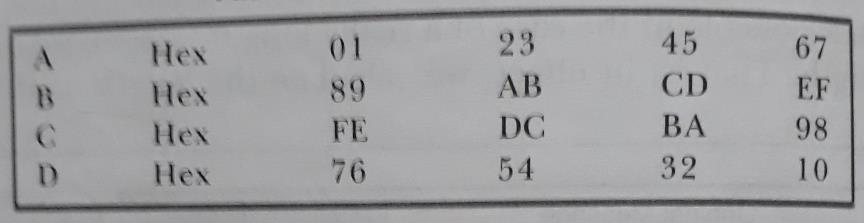 A Hex 01 23 45 67
B Hex 89 AB CD EF
C Hex FE DC BA 98
D Hex 76 54 32 10